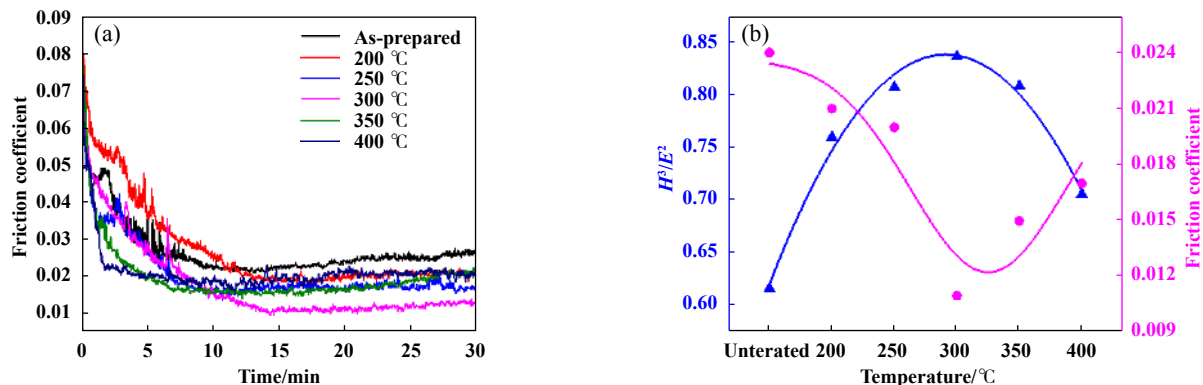 (a)
0.09
0.08
0.07
0.06
0.05
0.04
0.03
0.02
0.01
Friction coefficient
As-prepared
200 ℃
250 ℃
300 ℃
350 ℃
400 ℃
0 5 10 15 20 25 30
Time/min
(b)
0.85
0.80
0.75
0.70
0.65
0.60
H³/E²
0.024
0.021
0.018
0.015
0.012
0.009
Friction coefficient
Unterated 200 250 300 350 400
Temperature/℃